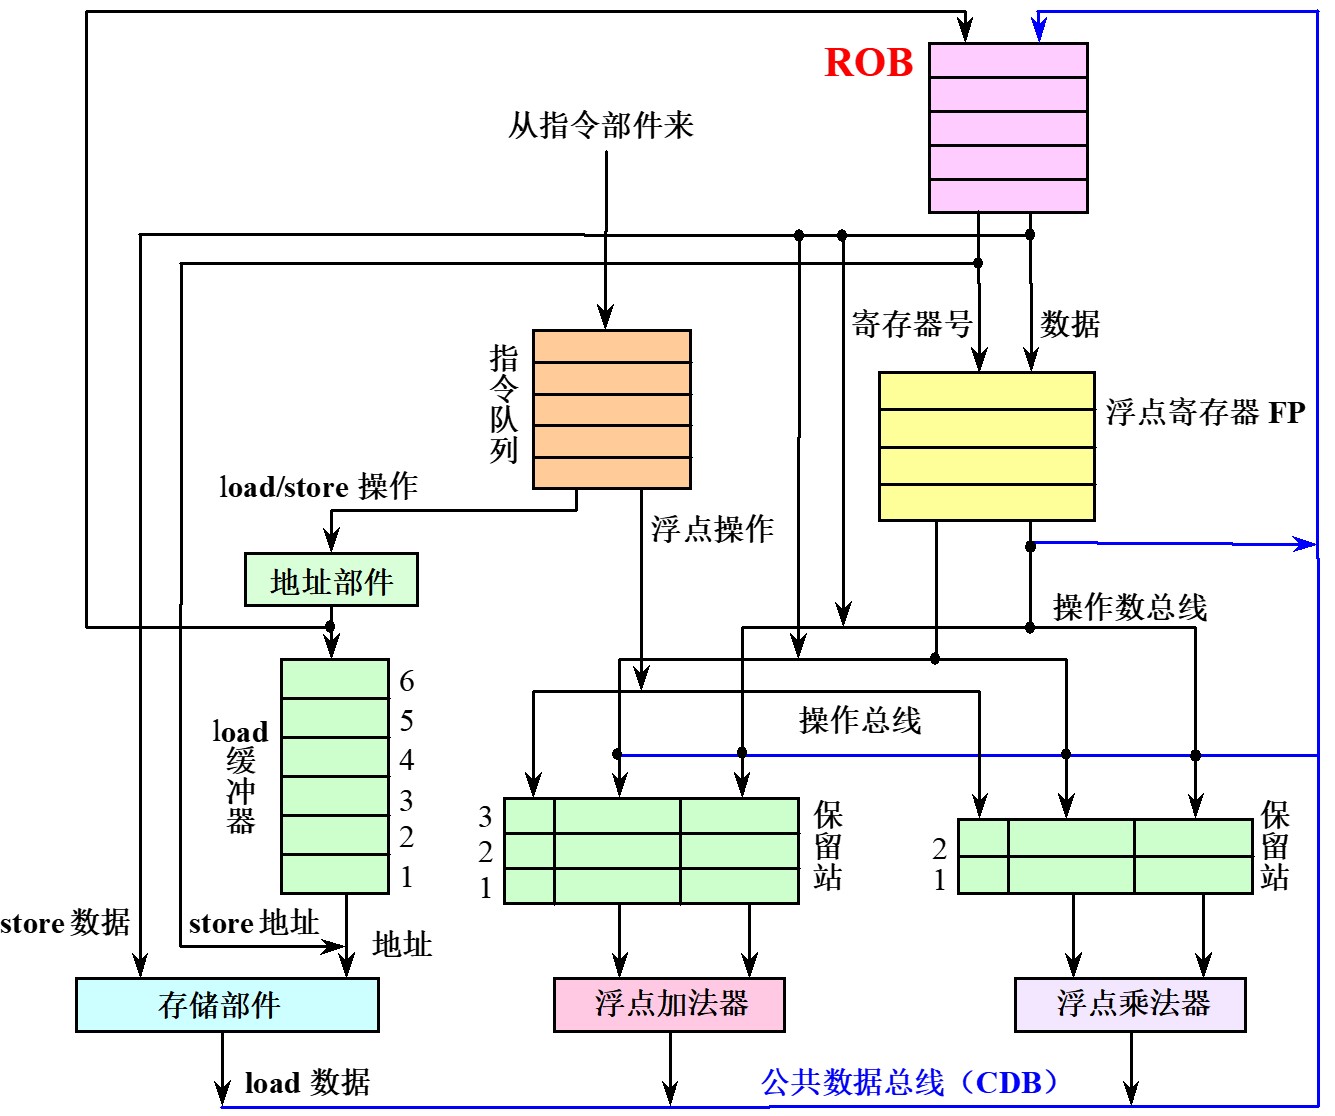 ROB
从指令部件来
寄存器号
数据
指令队列
浮点寄存器 FP
load/store 操作
浮点操作
地址部件
操作数总线
load缓冲器
6
5
4
3
2
1
操作总线
3
2
1
保留站
2
1
保留站
store 数据
store 地址
地址
存储部件
浮点加法器
浮点乘法器
load 数据
公共数据总线（CDB）